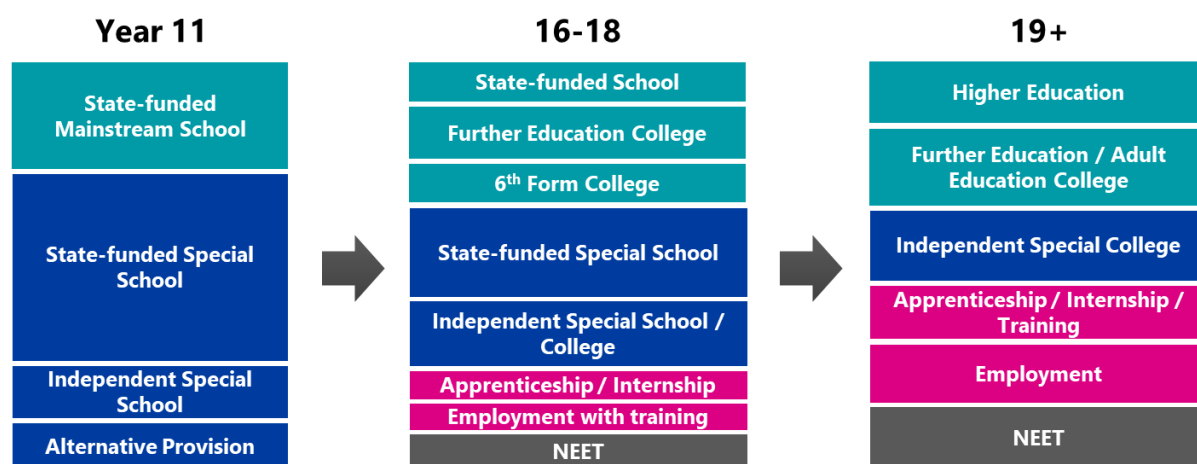 Year 11
State-funded
Mainstream School
State-funded Special
School
Independent Special
School
Alternative Provision
16-18
State-funded School
Further Education College
6th Form College
State-funded Special School
Independent Special School /
College
Apprenticeship / Internship
Employment with training
NEET
19+
Higher Education
Further Education / Adult
Education College
Independent Special College
Apprenticeship / Internship /
Training
Employment
NEET